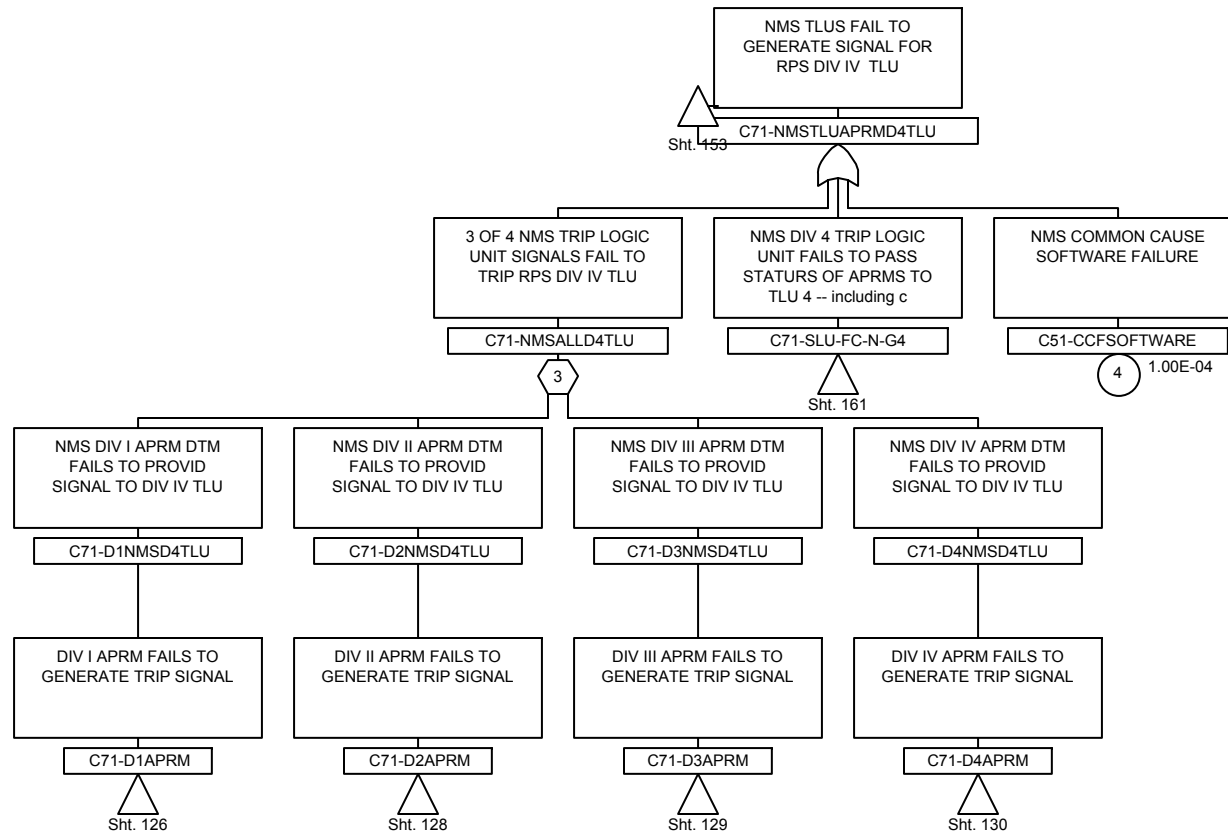 NMS TLUS FAIL TO
GENERATE SIGNAL FOR
RPS DIV IV TLU
C71-NMSTLUAPRMD4TLU
Sht. 153
3 OF 4 NMS TRIP LOGIC
UNIT SIGNALS FAIL TO
TRIP RPS DIV IV TLU
C71-NMSALLD4TLU
3
NMS DIV 4 TRIP LOGIC
UNIT FAILS TO PASS
STATURS OF APRMS TO
TLU 4 -- including c
C71-SLU-FC-N-G4
Sht. 161
NMS COMMON CAUSE
SOFTWARE FAILURE
C51-CCFSOFTWARE
4
1.00E-04
NMS DIV I APRM DTM
FAILS TO PROVID
SIGNAL TO DIV IV TLU
C71-D1NMSD4TLU
NMS DIV II APRM DTM
FAILS TO PROVID
SIGNAL TO DIV IV TLU
C71-D2NMSD4TLU
NMS DIV III APRM DTM
FAILS TO PROVID
SIGNAL TO DIV IV TLU
C71-D3NMSD4TLU
NMS DIV IV APRM DTM
FAILS TO PROVID
SIGNAL TO DIV IV TLU
C71-D4NMSD4TLU
DIV I APRM FAILS TO
GENERATE TRIP SIGNAL
C71-D1APRM
Sht. 126
DIV II APRM FAILS TO
GENERATE TRIP SIGNAL
C71-D2APRM
Sht. 128
DIV III APRM FAILS TO
GENERATE TRIP SIGNAL
C71-D3APRM
Sht. 129
DIV IV APRM FAILS TO
GENERATE TRIP SIGNAL
C71-D4APRM
Sht. 130